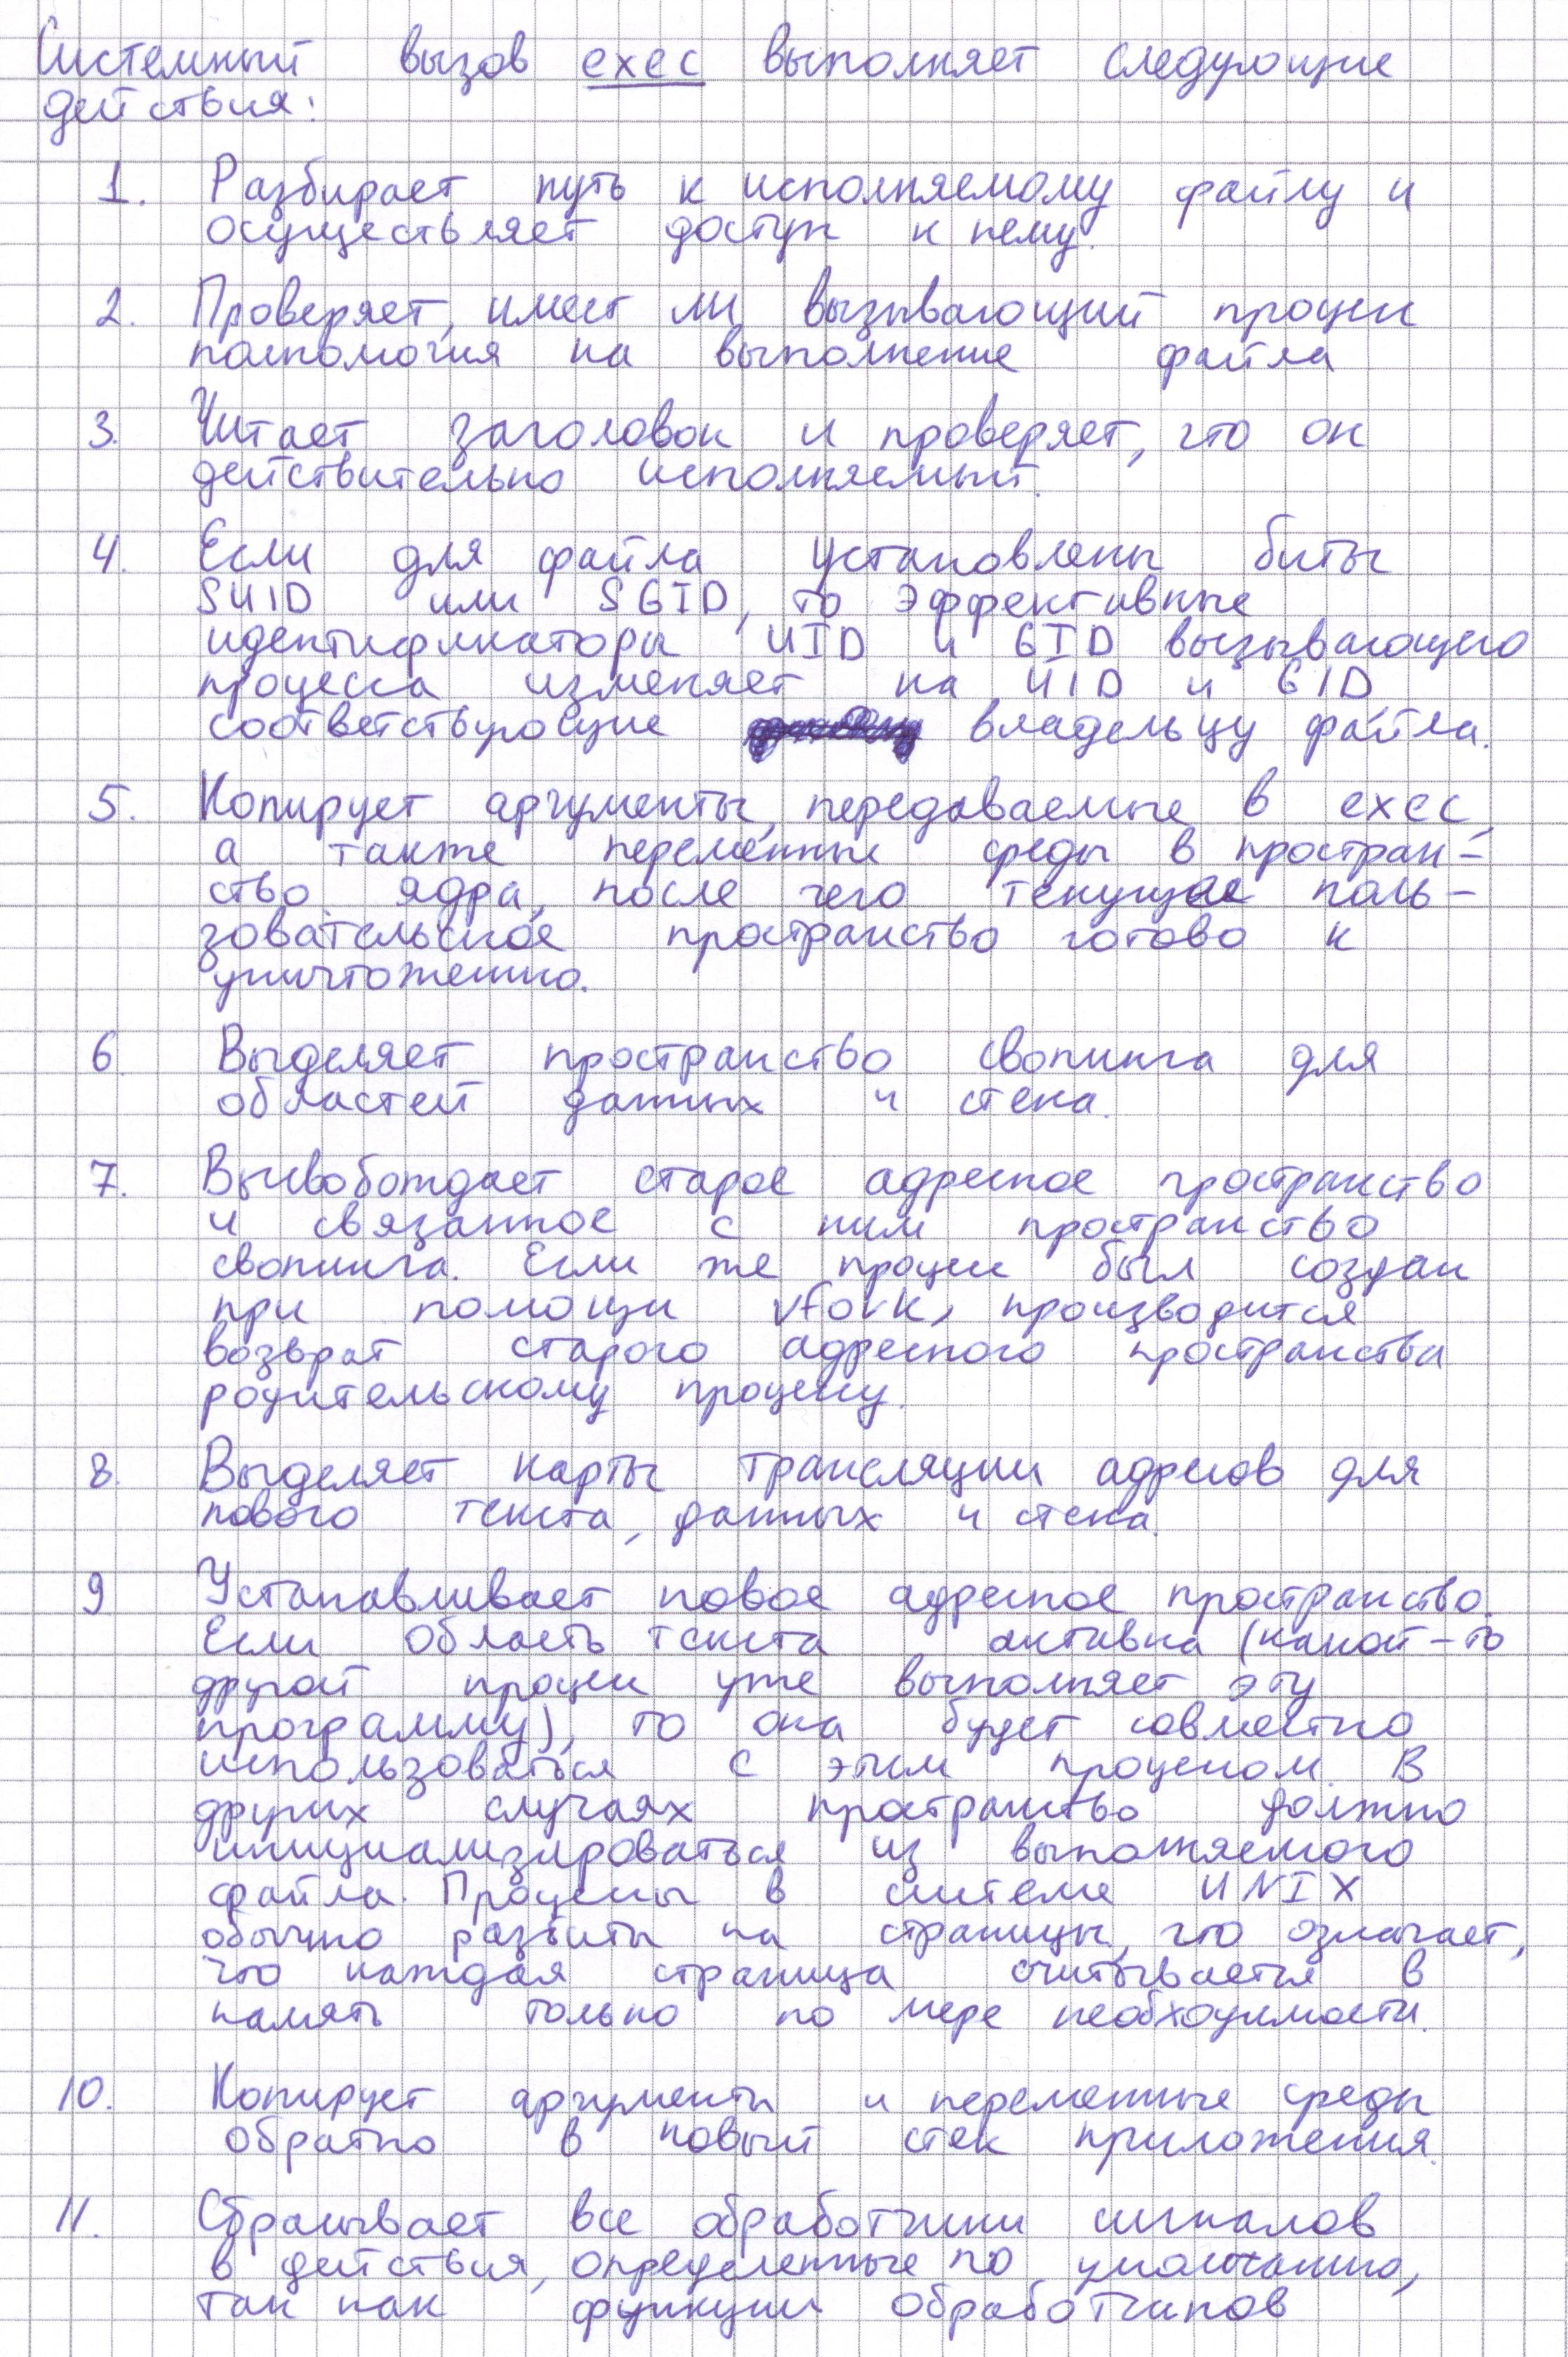 Системный вызов exec выполняет следующие
действия:
1. Разбирает путь к исполняемому файлу и
осуществляет доступ к нему.
2. Проверяет, имеет ли вызывающий процесс
полномочия на выполнение файла
3. Читает заголовок и проверяет, что он
действительно исполняемый.
4. Если для файла установлены биты
SUID или SGID, то эффективные
идентификаторы UID и GID вызывающего
процесса изменяет на UID и GID,
соответствующие владельцу файла.
5. Копирует аргументы, передаваемые в exec,
а также переменные среды в простран-
ство ядра, после чего текущее поль-
зовательское пространство готово к
уничтожению.
6. Выделяет пространство свопинга для
областей данных и стека.
7. Высвобождает старое адресное пространство
и связанное с ним пространство
свопинга. Если же процесс был создан
при помощи vfork, производится
возврат старого адресного пространства
родительскому процессу.
8. Выделяет карты трансляции адресов для
нового текста, данных и стека.
9 Устанавливает новое адресное пространство.
Если область текста активна (какой-то
другой процесс уже выполняет эту
программу), то она будет совместно
использоваться с этим процессом. В
других случаях пространство должно
инициализироваться из выполняемого
файла. Процессы в системе UNIX
обычно разбиты на страницы, что означает,
что каждая страница считывается в
память только по мере необходимости.
10. Копирует аргументы и переменные среды
обратно в новый стек приложения.
11. Сбрасывает все обработчики сигналов
в действия, определенные по умолчанию,
так как функции обработчиков